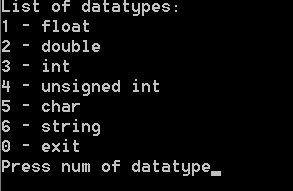 List of datatypes:
1 - float
2 - double
3 - int
4 - unsigned int
5 - char
6 - string
0 - exit
Press num of datatype_